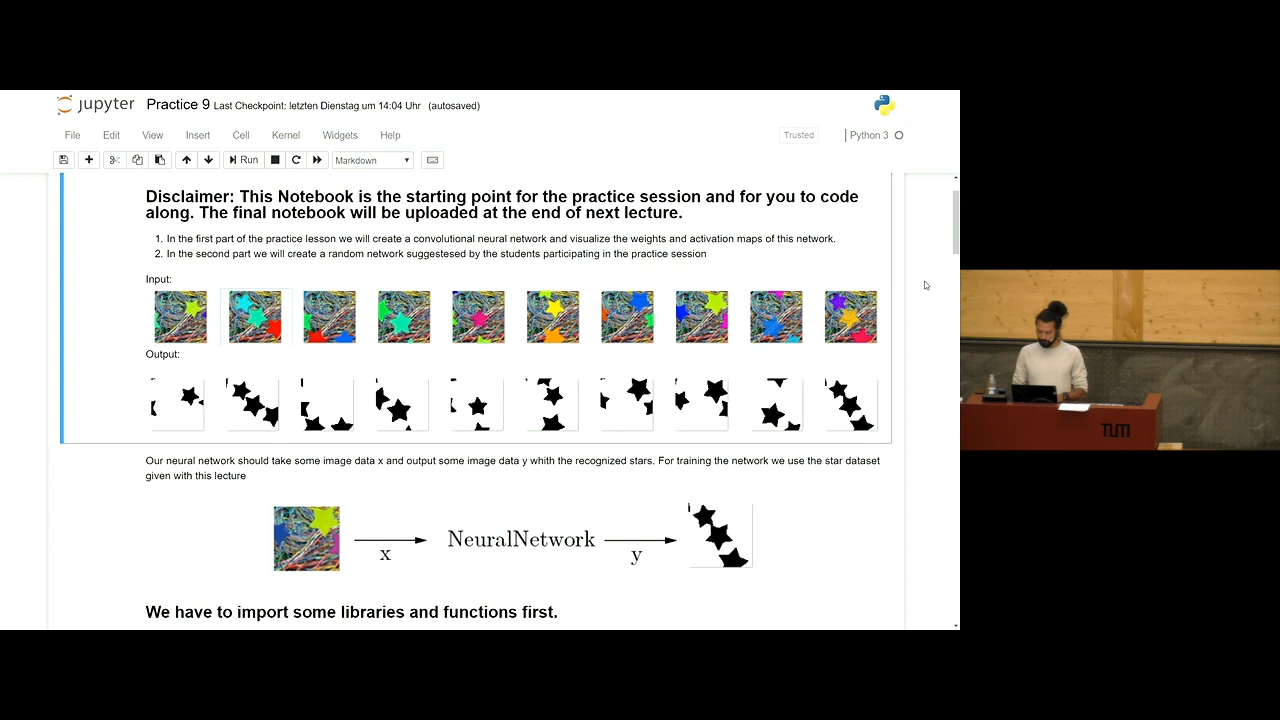 jupyter Practice 9 Last Checkpoint: letzten Dienstag um 14:04 Uhr (autosaved)
File Edit View Insert Cell Kernel Widgets Help Trusted Python 3
Run Markdown
Disclaimer: This Notebook is the starting point for the practice session and for you to code
along. The final notebook will be uploaded at the end of next lecture.
1. In the first part of the practice lesson we will create a convolutional neural network and visualize the weights and activation maps of this network.
2. In the second part we will create a random network suggestesed by the students participating in the practice session
Input:
Output:
Our neural network should take some image data x and output some image data y whith the recognized stars. For training the network we use the star dataset
given with this lecture
x NeuralNetwork y
We have to import some libraries and functions first.
TUM